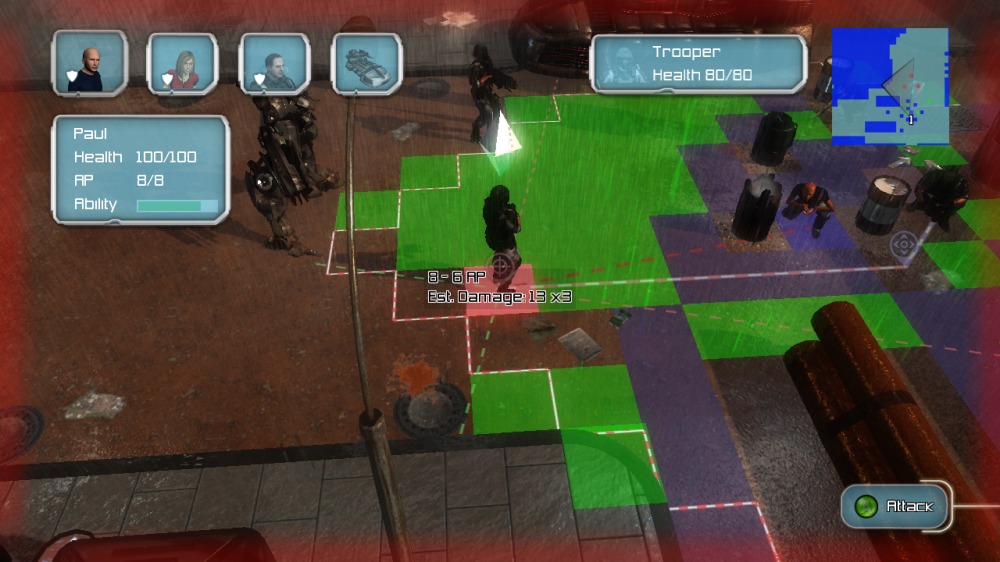 Trooper
Health 80/80
Paul
Health 100/100
AP 8/8
Ability
8 - 6 AP
Est. Damage: 13 x3
Attack